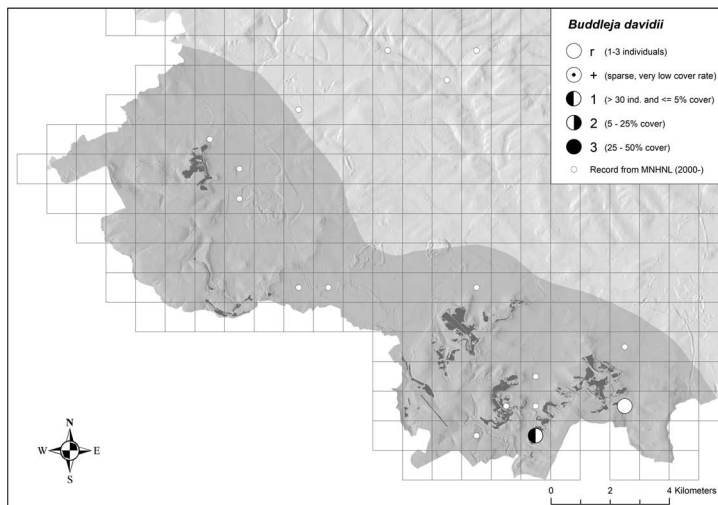 Buddleja davidii
r (1-3 individuals)
+ (sparse, very low cover rate)
1 (> 30 ind. and <= 5% cover)
2 (5 - 25% cover)
3 (25 - 50% cover)
Record from MNHNL (2000-)
N
W E
S
0 2 4 Kilometers